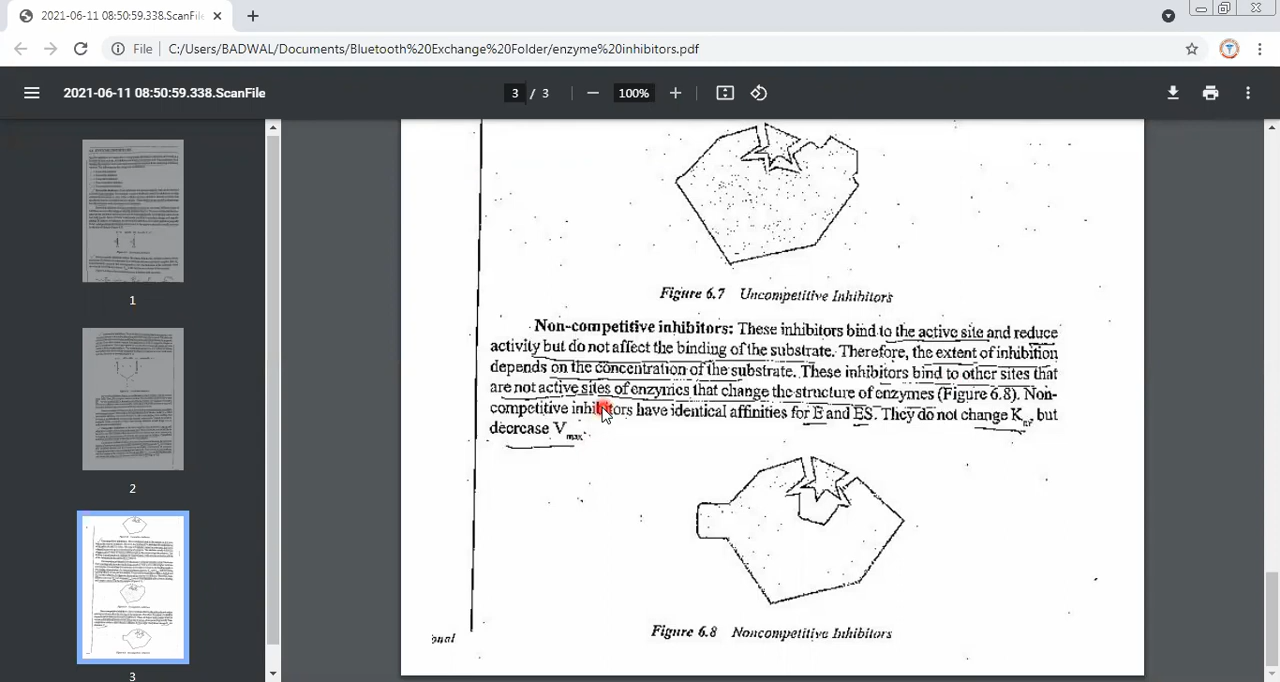 2021-06-11 08:50:59.338.ScanFil
File
C:/Users/BADWAL/Documents/Bluetooth%20Exchange%20Folder/enzyme%20inhibitors.pdf
2021-06-11 08:50:59.338.ScanFile
3 / 3
100%
1
2
3
Figure 6.7 Uncompetitive Inhibitors
Non-competitive inhibitors: These inhibitors bind to the active site and reduce
activity but do not affect the binding of the substrate. Therefore, the extent of inhibition
depends on the concentration of the substrate. These inhibitors bind to other sites that
are not active sites of enzymes that change the structure of enzymes (Figure 6.8). Non-
competitive inhibitors have identical affinities for E and ES. They do not change Km but
decrease Vmax.
Figure 6.8 Noncompetitive Inhibitors
onal